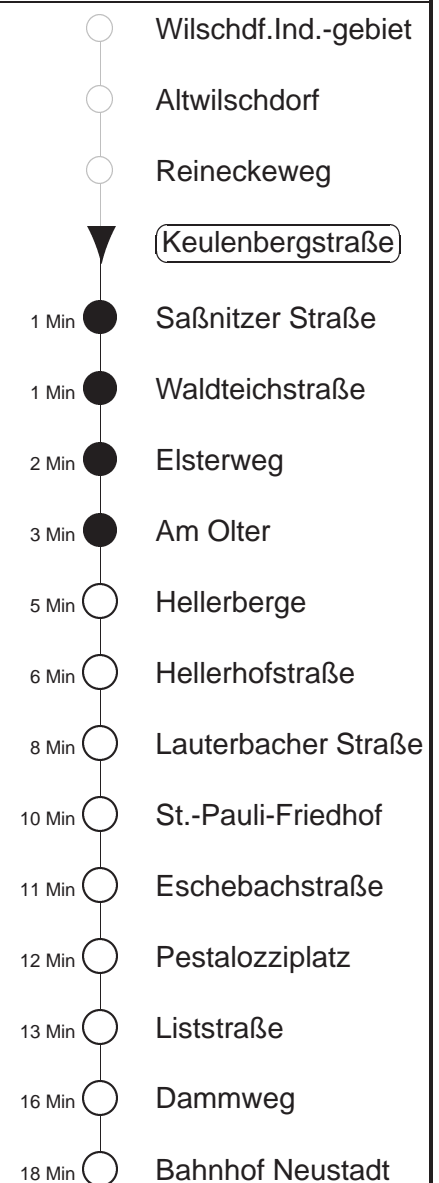 Wilschdf.Ind.-gebiet
Altwilschdorf
Reineckeweg
Keulenbergstraße
1 Min Saßnitzer Straße
1 Min Waldteichstraße
2 Min Elsterweg
3 Min Am Olter
5 Min Hellerberge
6 Min Hellerhofstraße
8 Min Lauterbacher Straße
10 Min St.-Pauli-Friedhof
11 Min Eschebachstraße
12 Min Pestalozziplatz
13 Min Liststraße
16 Min Dammweg
18 Min Bahnhof Neustadt